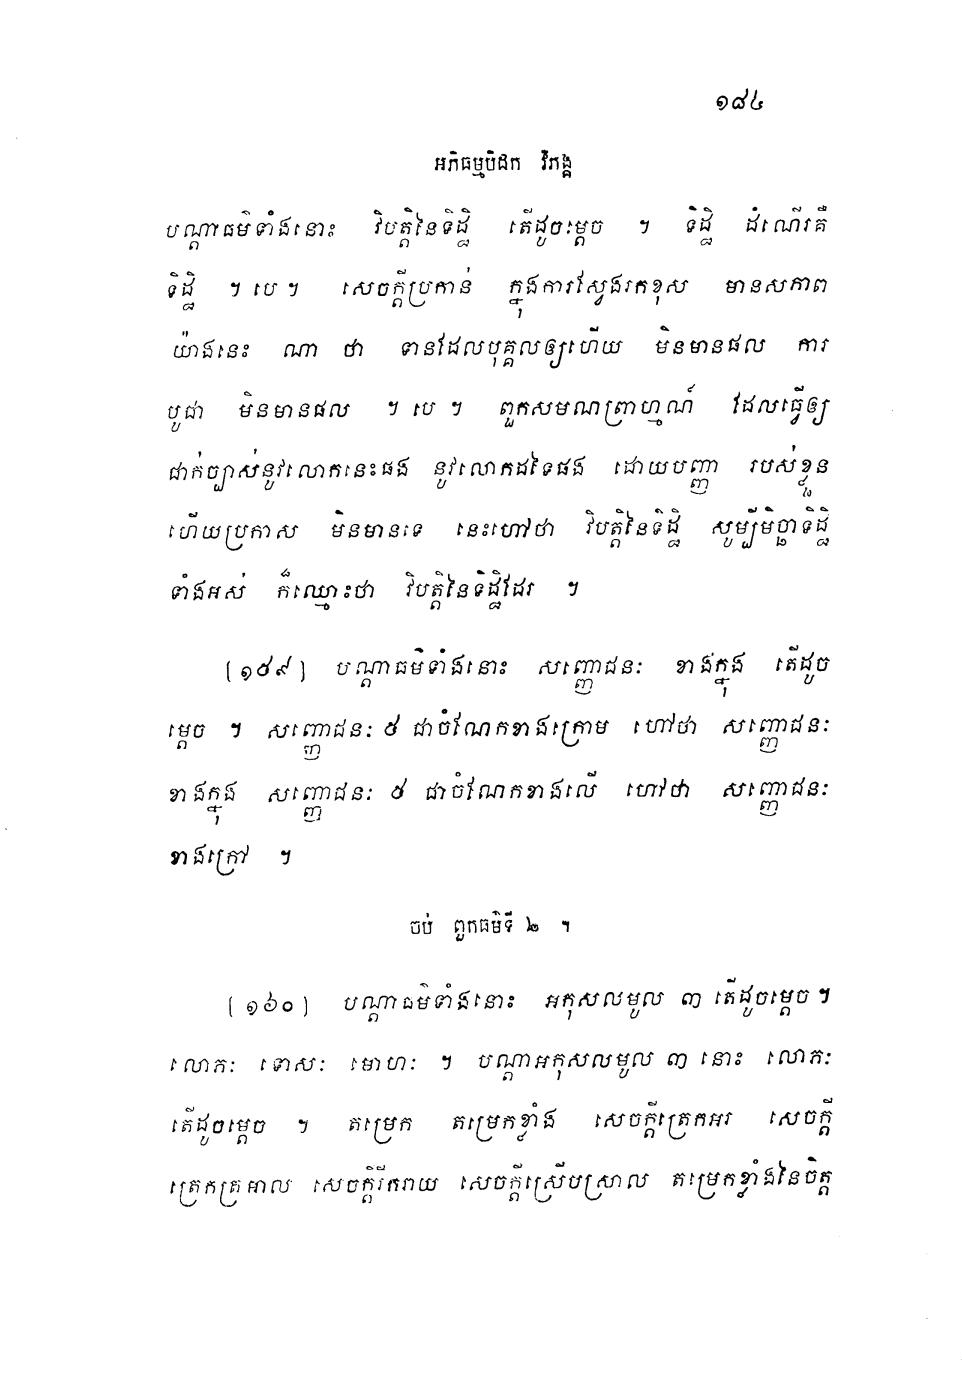 ១៨៤
អភិធម្មបិដក វិភង្គ
បណ្តាធម៌ទាំងនោះ វិបត្តិនៃទិដ្ឋិ តើដូចម្តេច ។ ទិដ្ឋិ ដំណើរគឺ
ទិដ្ឋិ ។ បេ ។ សេចក្តីប្រកាន់ ក្នុងការស្វែងរកខុស មានសភាព
យ៉ាងនេះ ណា ថា ទានដែលបុគ្គលឲ្យហើយ មិនមានផល ការ
បូជា មិនមានផល ។ បេ ។ ពួកសមណព្រាហ្មណ៍ ដែលធ្វើឲ្យ
ជាក់ច្បាស់នូវលោកនេះផង នូវលោកដទៃផង ដោយបញ្ញា របស់ខ្លួន
ហើយប្រកាស មិនមានទេ នេះហៅថា វិបត្តិនៃទិដ្ឋិ សូម្បីមិច្ឆាទិដ្ឋិ
ទាំងអស់ ក៏ឈ្មោះថា វិបត្តិនៃទិដ្ឋិដែរ ។
[១៥៩] បណ្តាធម៌ទាំងនោះ សញ្ញោជនៈ ខាងក្នុង តើដូច
ម្តេច ។ សញ្ញោជនៈ ៥ ជាចំណែកខាងក្រោម ហៅថា សញ្ញោជនៈ
ខាងក្នុង សញ្ញោជនៈ ៥ ជាចំណែកខាងលើ ហៅថា សញ្ញោជនៈ
ខាងក្រៅ ។
ចប់ ពួកធម៌ទី ២ ។
[១៦០] បណ្តាធម៌ទាំងនោះ អកុសលមូល ៣ តើដូចម្តេច ។
លោភៈ ទោសៈ មោហៈ ។ បណ្តាអកុសលមូល ៣ នោះ លោភៈ
តើដូចម្តេច ។ តម្រេក តម្រេកខ្លាំង សេចក្តីត្រេកអរ សេចក្តី
ត្រេកត្រអាល សេចក្តិរីករាយ សេចក្តីស្រើបស្រាល តម្រេកខ្លាំងនៃចិត្ត